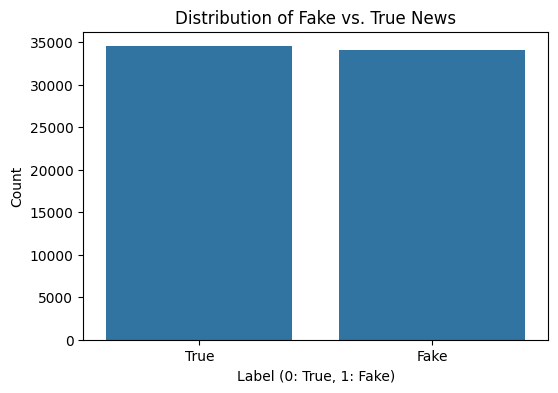 Distribution of Fake vs. True News
35000
30000
25000
20000
15000
10000
5000
0
Count
True Fake
Label (0: True, 1: Fake)